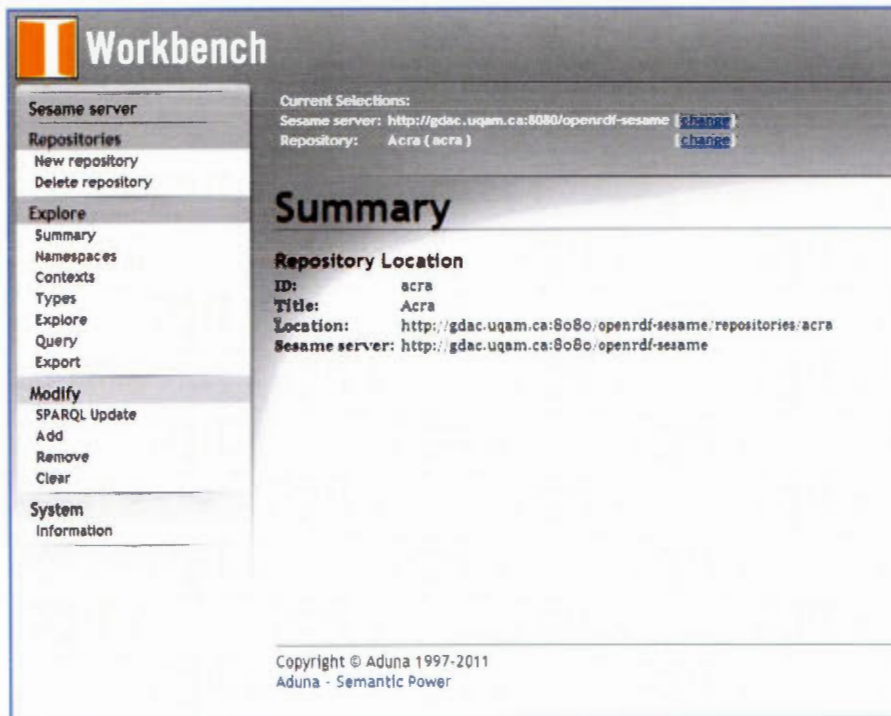 Workbench
Sesame server
Repositories
New repository
Delete repository
Explore
Summary
Namespaces
Contexts
Types
Explore
Query
Export
Modify
SPARQL Update
Add
Remove
Clear
System
Information
Current Selections:
Sesame server: http://gdac.uqam.ca:8080/openrdf-sesame [change]
Repository: Acra ( acra ) [change]
Summary
Repository Location
ID: acra
Title: Acra
Location: http://gdac.uqam.ca:8080/openrdf-sesame/repositories/acra
Sesame server: http://gdac.uqam.ca:8080/openrdf-sesame
Copyright © Aduna 1997-2011
Aduna - Semantic Power